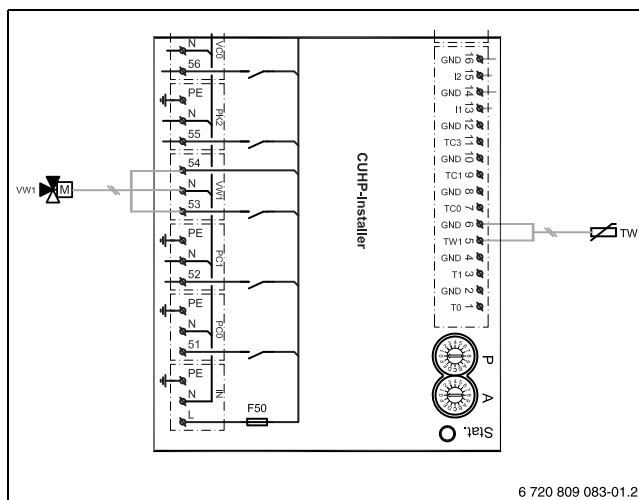 N
VC0
56
PE
PK2
N
55
54
VW1
M
N
VW1
53
PE
PC1
N
52
PE
PC0
N
51
PE
IN
N
L
F50
CUHP-Installer
GND 16
I2 15
GND 14
I1 13
GND 12
TC3 11
GND 10
TC1 9
GND 8
TC0 7
GND 6
TW1 5
GND 4
T1 3
GND 2
T0 1
TW
P
A
Stat.
6 720 809 083-01.2